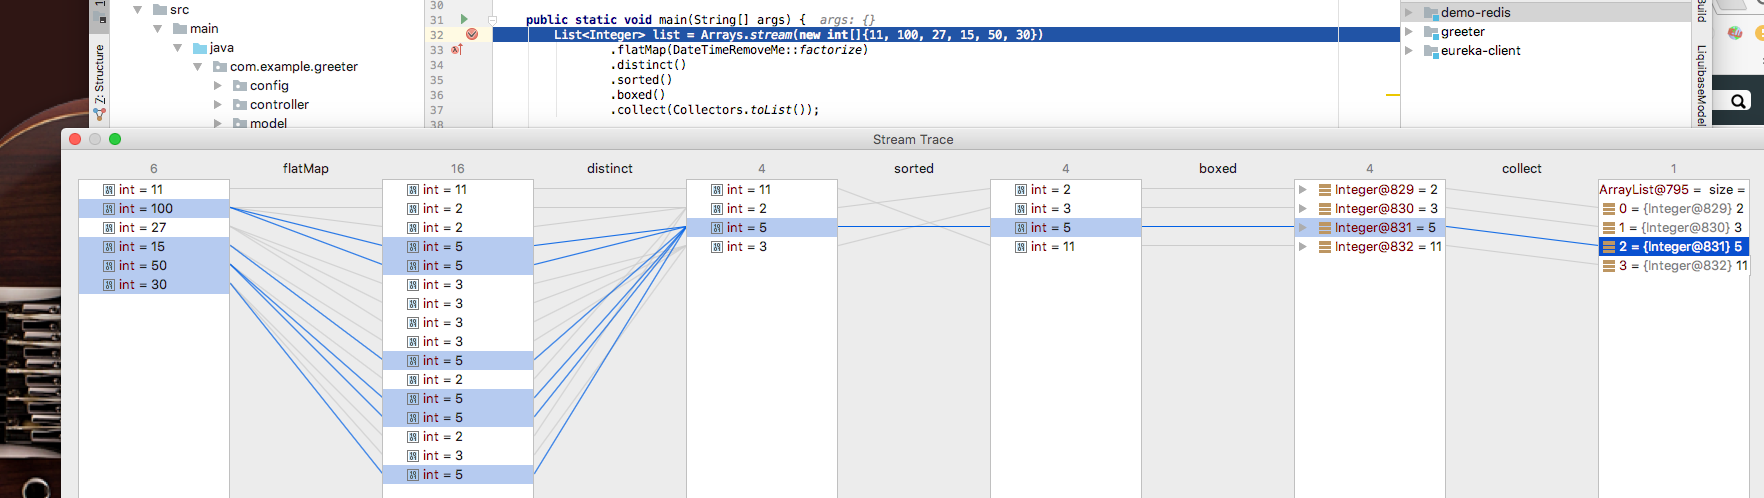 src
main
java
com.example.greeter
config
controller
model
Z: Structure
30
31 public static void main(String[] args) { args: {}
32 List<Integer> list = Arrays.stream(new int[]{11, 100, 27, 15, 50, 30})
33 .flatMap(DateTimeRemoveMe::factorize)
34 .distinct()
35 .sorted()
36 .boxed()
37 .collect(Collectors.toList());
38
demo-redis
greeter
eureka-client
Build
LiquibaseModel
Stream Trace
6 flatMap 16 distinct 4 sorted 4 boxed 4 collect 1
int = 11
int = 100
int = 27
int = 15
int = 50
int = 30
int = 11
int = 2
int = 2
int = 5
int = 5
int = 3
int = 3
int = 3
int = 3
int = 5
int = 2
int = 5
int = 5
int = 2
int = 3
int = 5
int = 11
int = 2
int = 5
int = 3
int = 2
int = 3
int = 5
int = 11
Integer@829 = 2
Integer@830 = 3
Integer@831 = 5
Integer@832 = 11
ArrayList@795 = size =
0 = {Integer@829} 2
1 = {Integer@830} 3
2 = {Integer@831} 5
3 = {Integer@832} 11